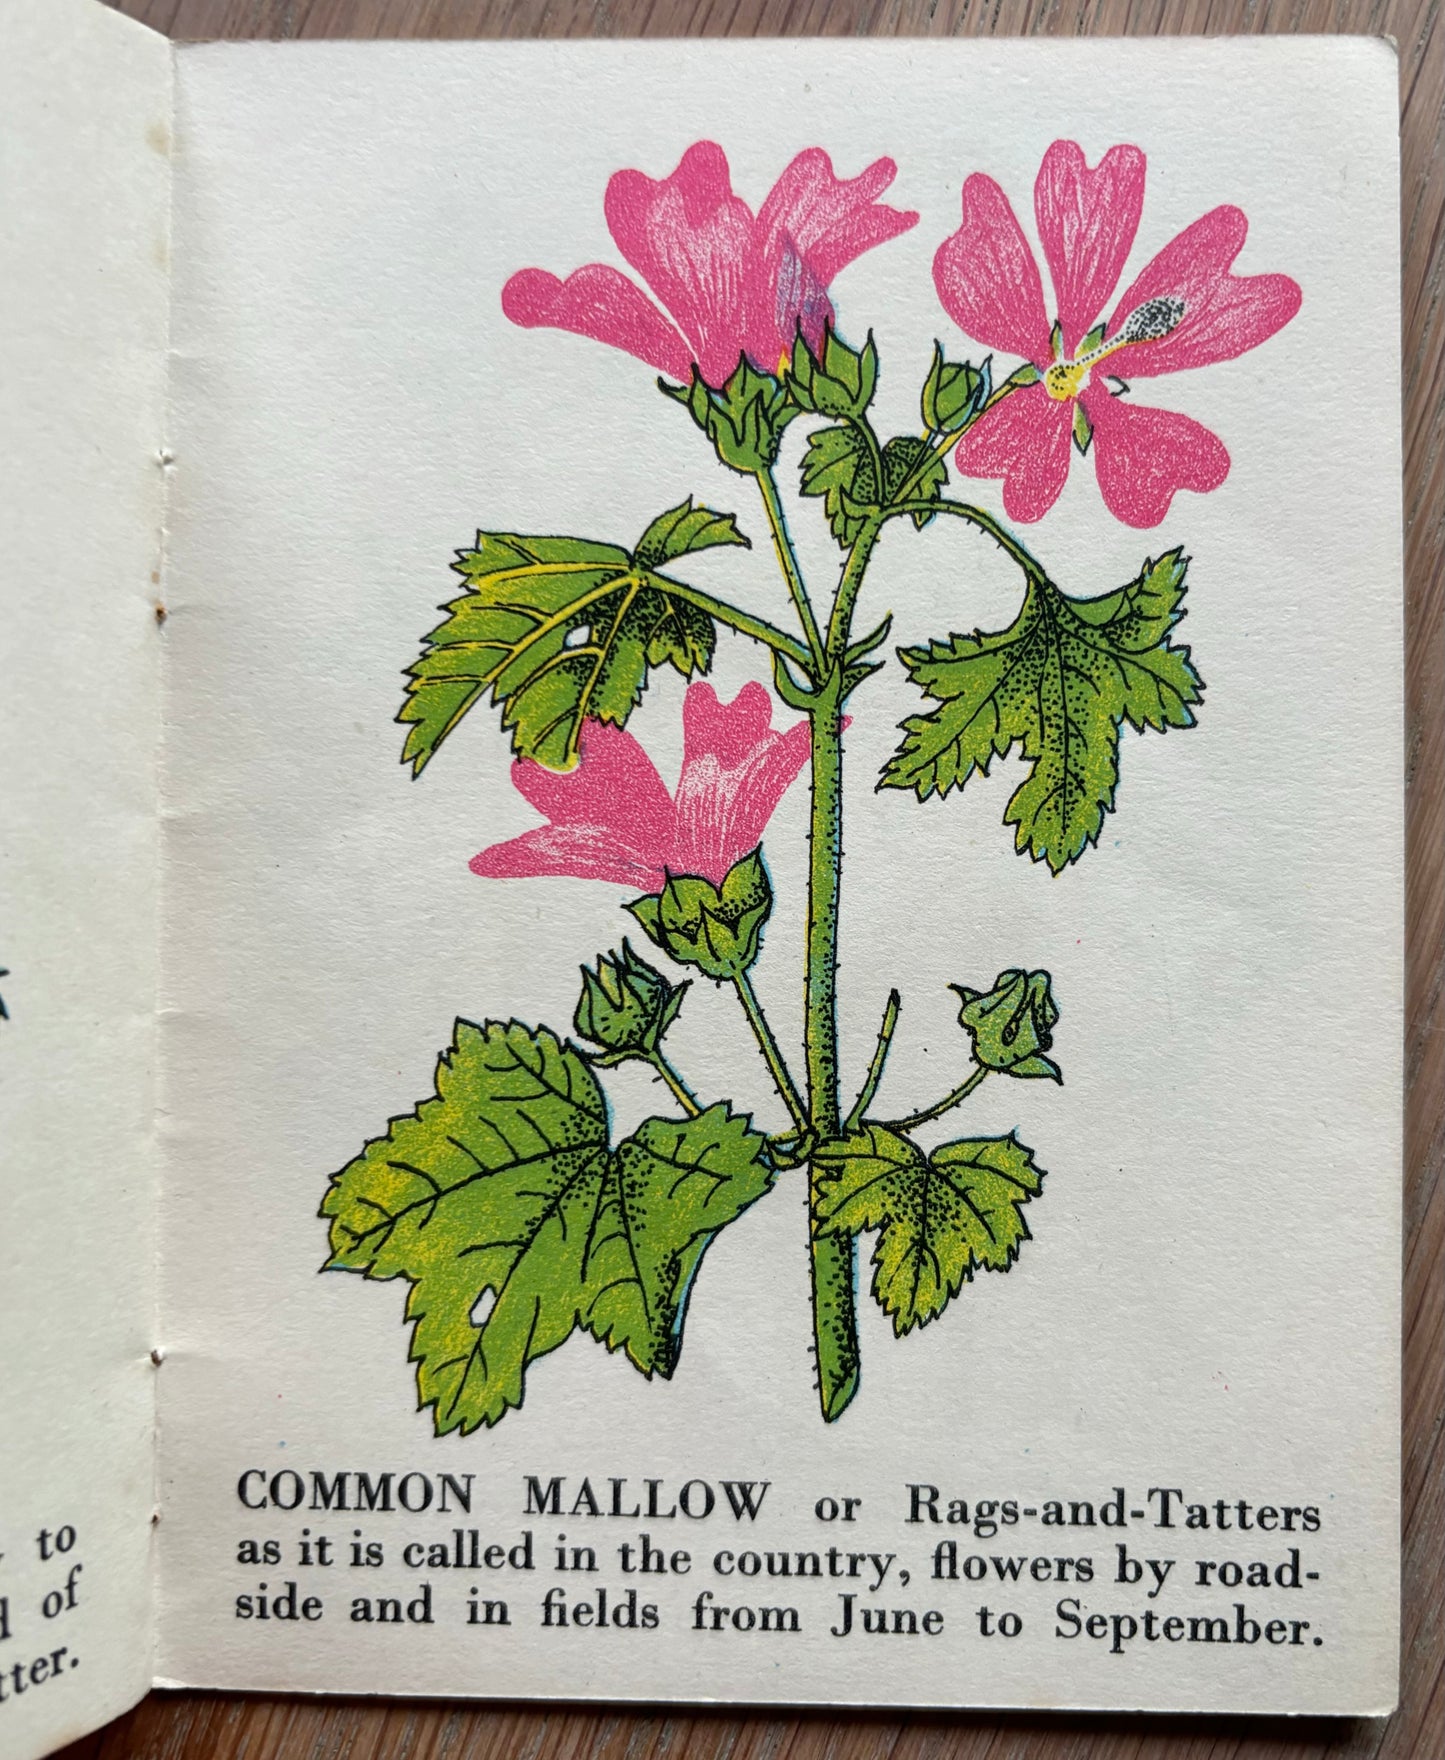 to
of
tter.
COMMON MALLOW or Rags-and-Tatters
as it is called in the country, flowers by road-
side and in fields from June to September.